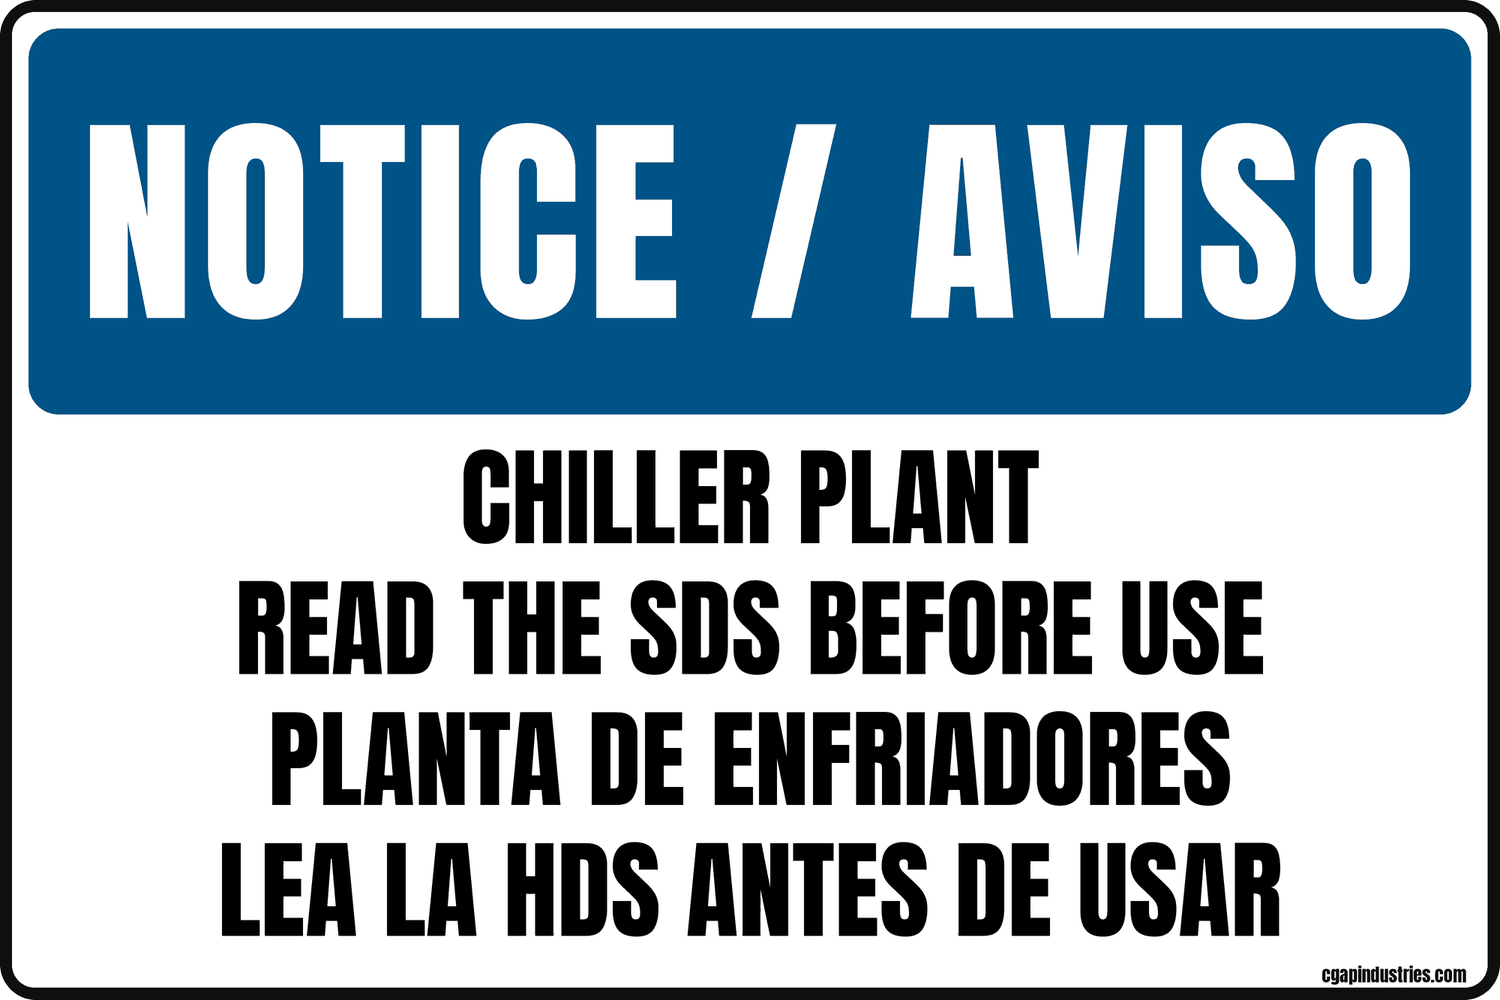 NOTICE / AVISO
CHILLER PLANT
READ THE SDS BEFORE USE
PLANTA DE ENFRIADORES
LEA LA HDS ANTES DE USAR
cgapindustries.com